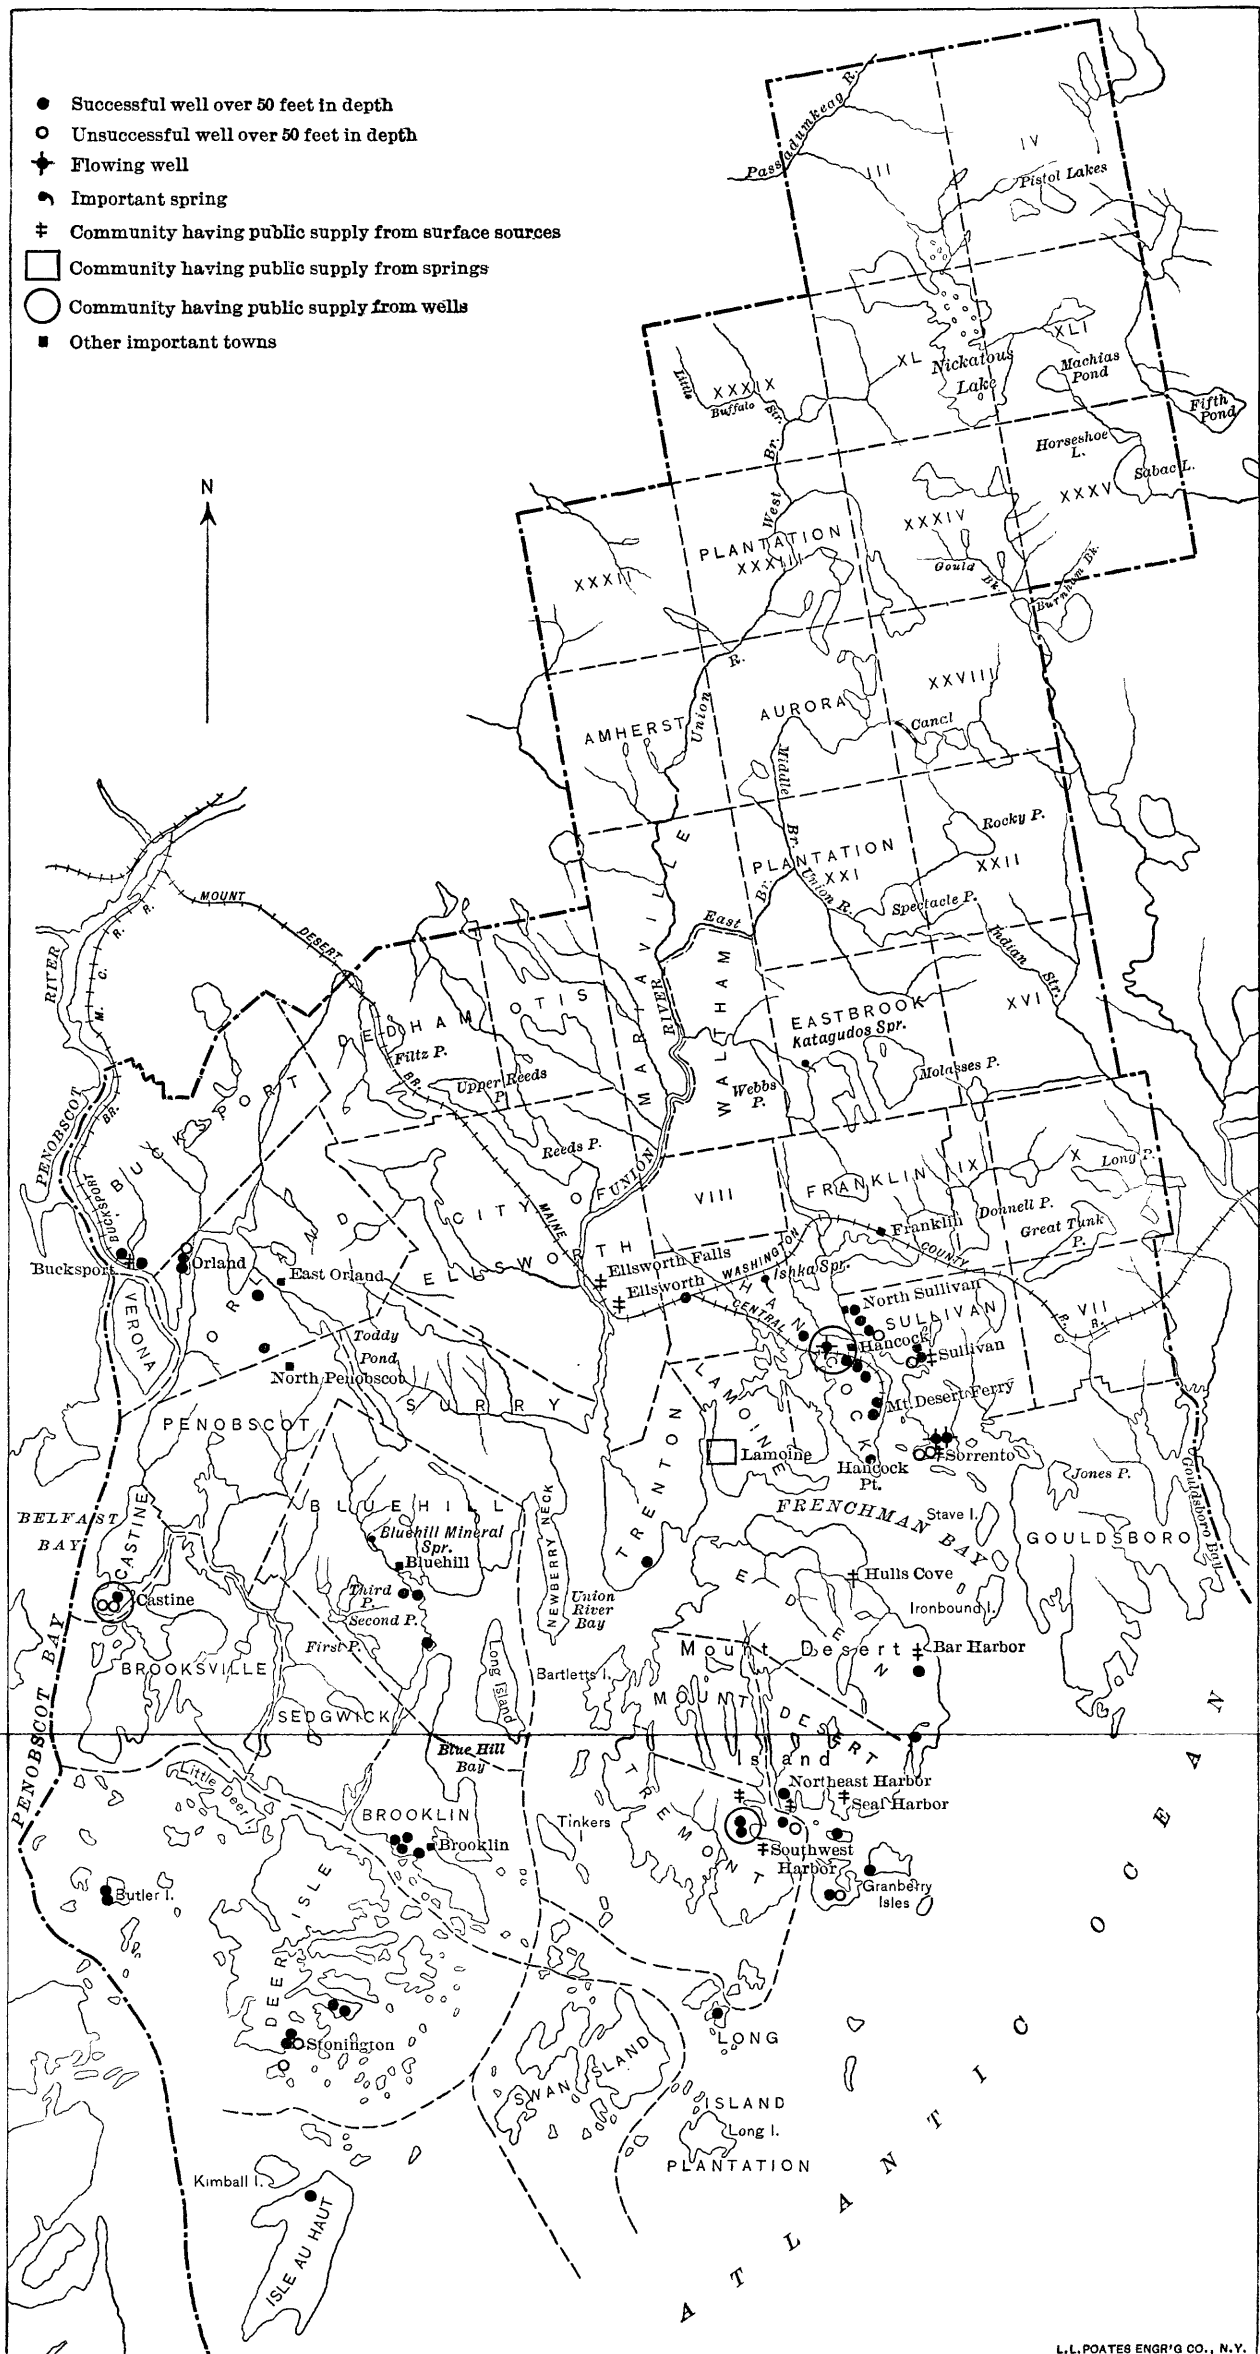 Successful well over 50 feet in depth
Unsuccessful well over 50 feet in depth
Flowing well
Important spring
Community having public supply from surface sources
Community having public supply from springs
Community having public supply from wells
Other important towns
N
Passadumkeag R.
III
IV
Pistol Lakes
XL
Nickatous
Lake
XLI
Machias
Pond
Fifth
Pond
Little
XXXIX
Buffalo Str.
Horseshoe
L.
Sabao L.
XXXV
XXXIV
West Br.
PLANTATION
XXXIII
XXXII
Gould Bk.
Burnham Bk.
R.
XXVIII
AURORA
AMHERST
Union
Canal
Middle Br.
Rocky P.
PLANTATION
XXI
XXII
Union R.
Spectacle P.
East Br.
MOUNT DESERT BR.
RIVER
M. C. R. R.
Indian Str.
XVI
MARIAVILLE
WALTHAM
OTIS
DEDHAM
EASTBROOK
Katagudos Spr.
Molasses P.
Webbs
P.
Fitz P.
Upper Reeds
P.
Reeds P.
UNION RIVER
PENOBSCOT
BUCKSPORT
BUCKSPORT BR.
VIII
FRANKLIN
IX
X
Long P.
Donnell P.
Great Tunk
P.
Franklin
CITY OF
ELLSWORTH
MAINE CENTRAL R. R.
WASHINGTON COUNTY
Ellsworth Falls
Ellsworth
Ishka Spr.
Bucksport
Orland
East Orland
ORLAND
VERONA
North Sullivan
SULLIVAN
VII
HANCOCK
Hancock
Sullivan
Toddy
Pond
North Penobscot
SURRY
LAMOINE
Mt. Desert Ferry
PENOBSCOT
Lamoine
Hancock
Pt.
Sorrento
Jones P.
TRENTON
FRENCHMAN BAY
Stave I.
GOULDSBORO
Gouldsboro Bay
BELFAST
BAY
CASTINE
Castine
BLUEHILL
Bluehill Mineral
Spr.
Bluehill
Third
P.
Second P.
First P.
NEWBERRY NECK
Union
River
Bay
EDEN
Hulls Cove
Ironbound I.
Mount Desert
Bar Harbor
BROOKSVILLE
Long Island
Bartletts I.
SEDGWICK
MOUNT DESERT
Island
PENOBSCOT BAY
Blue Hill
Bay
Little Deer
BROOKLIN
Brooklin
Tinkers
I.
TREMONT
Northeast Harbor
Seal Harbor
Southwest
Harbor
Granberry
Isles
Butler I.
DEER ISLE
Stonington
SWAN ISLAND
LONG
ISLAND
Long I.
PLANTATION
Kimball I.
ISLE AU HAUT
ATLANTIC OCEAN
L.L.POATES ENGR'G CO., N.Y.